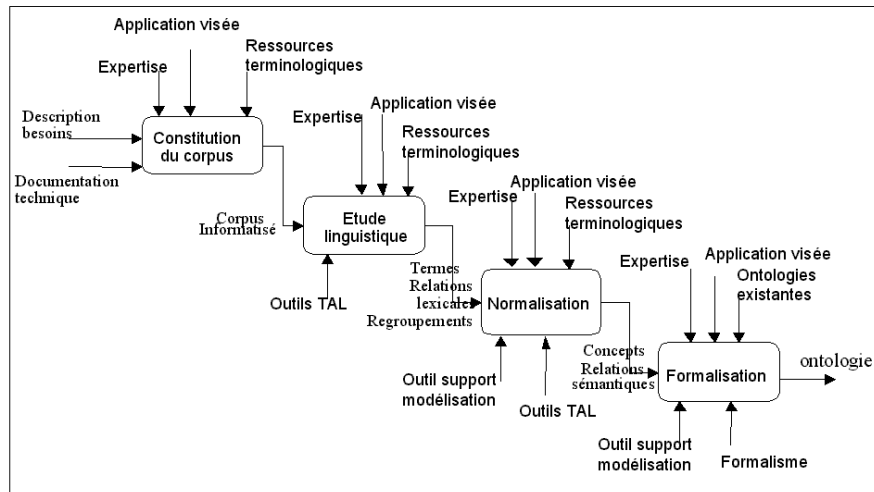 Application visée
Expertise
Ressources
terminologiques
Description
besoins
Constitution
du corpus
Documentation
technique
Application visée
Expertise
Ressources
terminologiques
Corpus
Informatisé
Etude
linguistique
Outils TAL
Application visée
Expertise
Ressources
terminologiques
Termes
Relations
lexicales
Regroupements
Normalisation
Outil support
modélisation
Outils TAL
Application visée
Expertise
Ontologies
existantes
Concepts
Relations
sémantiques
Formalisation
ontologie
Outil support
modélisation
Formalisme